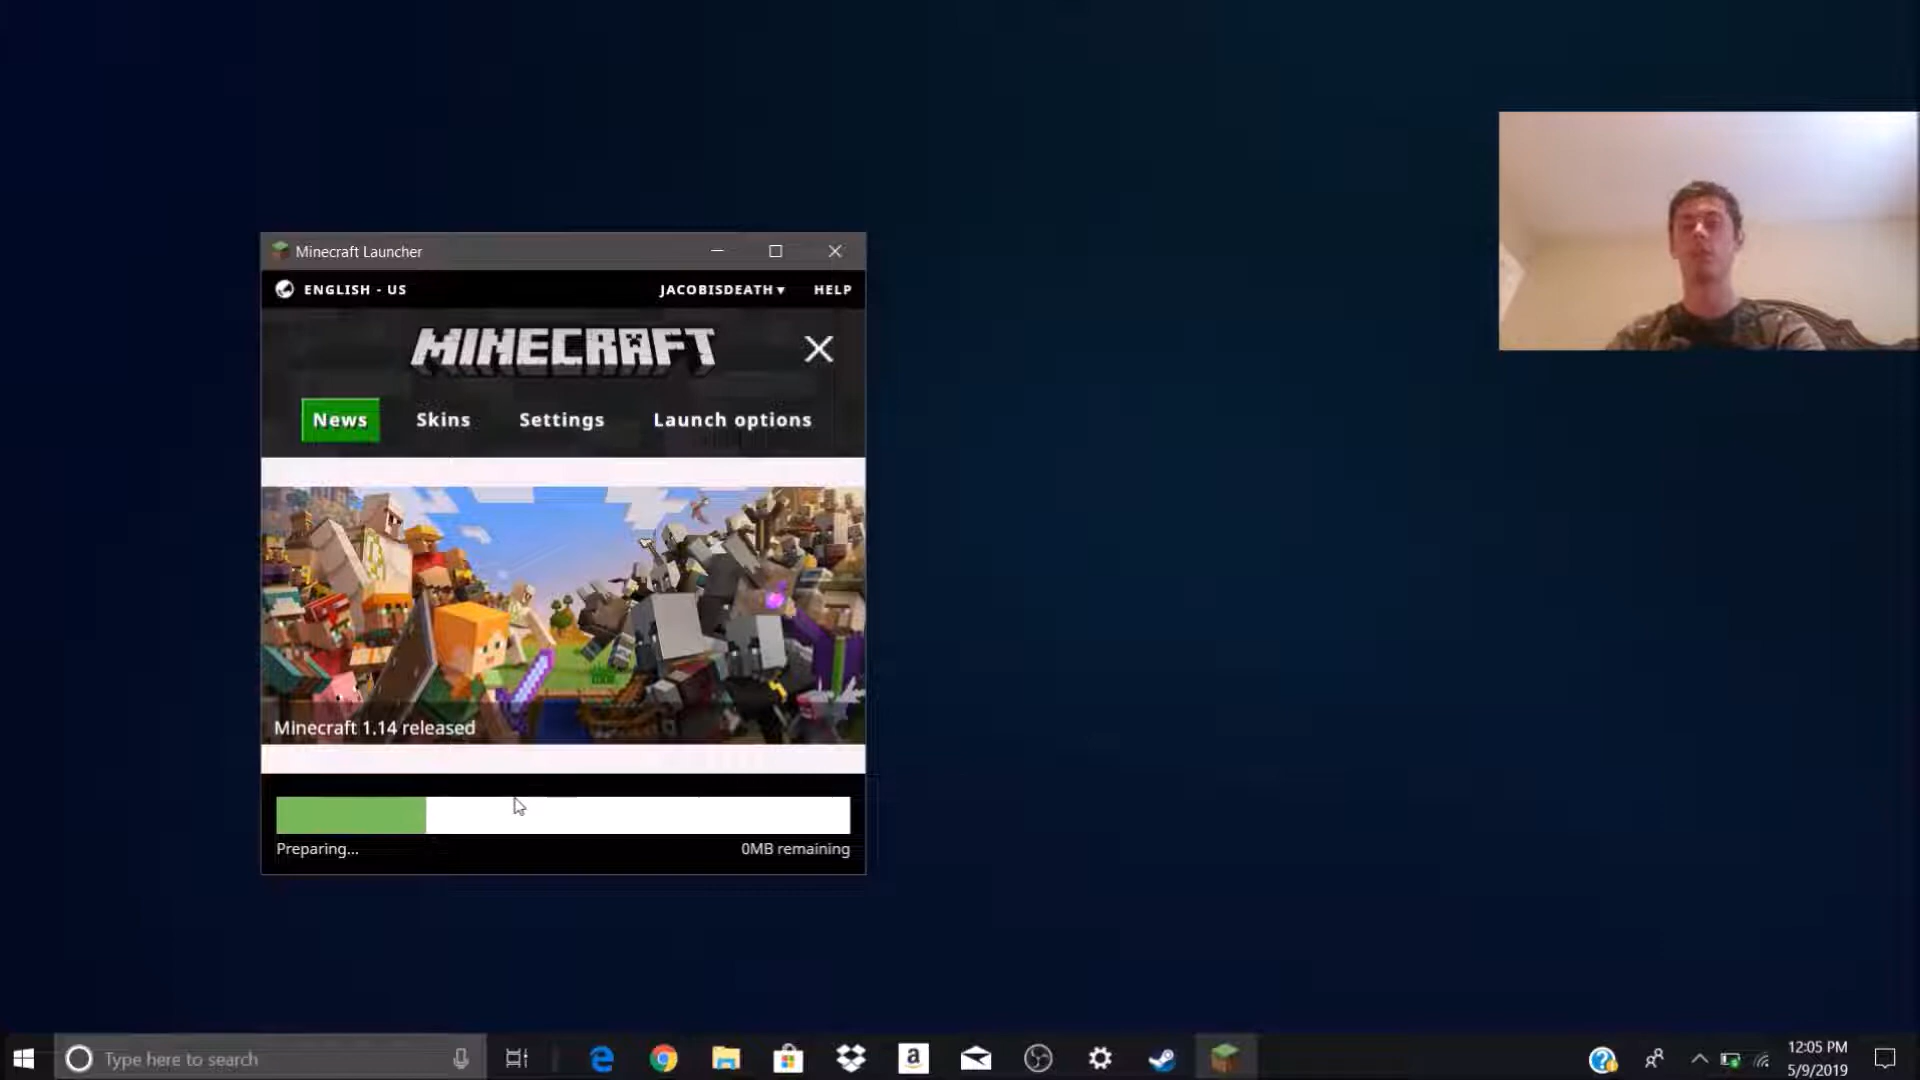 Minecraft Launcher
ENGLISH - US
JACOBISDEATH ▾ HELP
MINECRAFT
News Skins Settings Launch options
Minecraft 1.14 released
Preparing... 0MB remaining
Type here to search
a
12:05 PM
5/9/2019